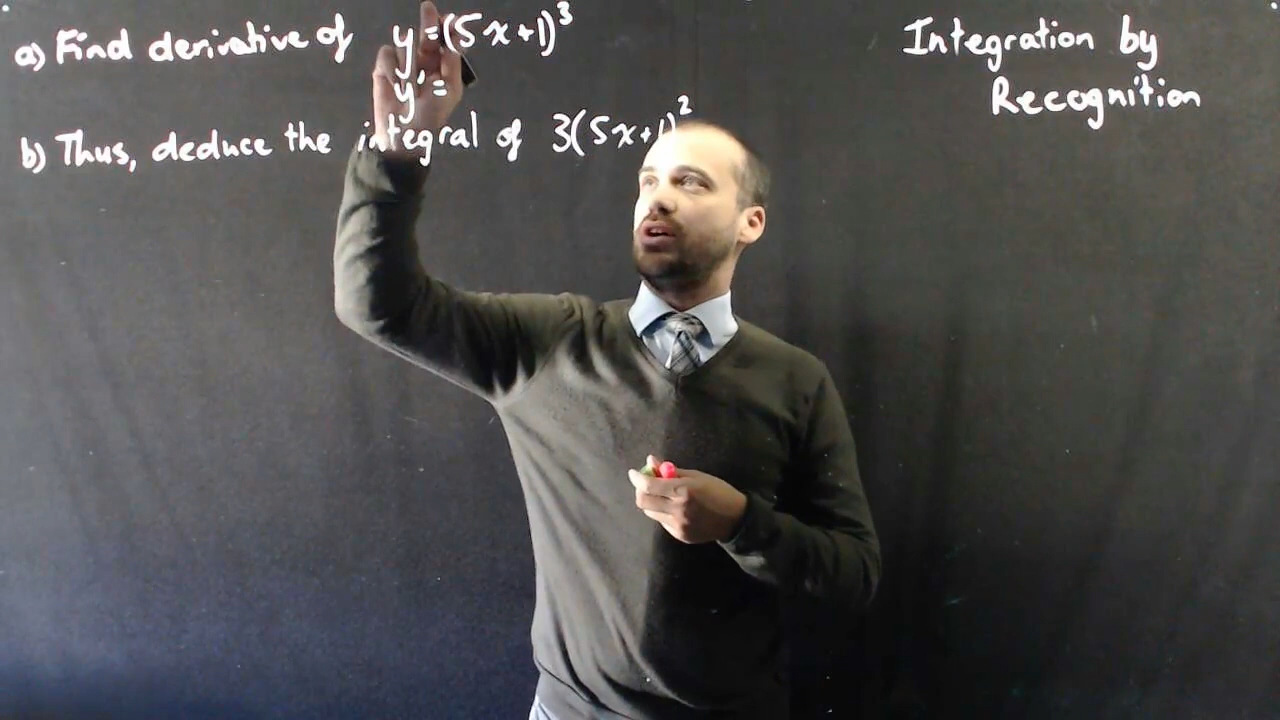 a) Find derivative of y=(5x+1)³
y'=
b) Thus, deduce the integral of 3(5x+1)²
Integration by
Recognition